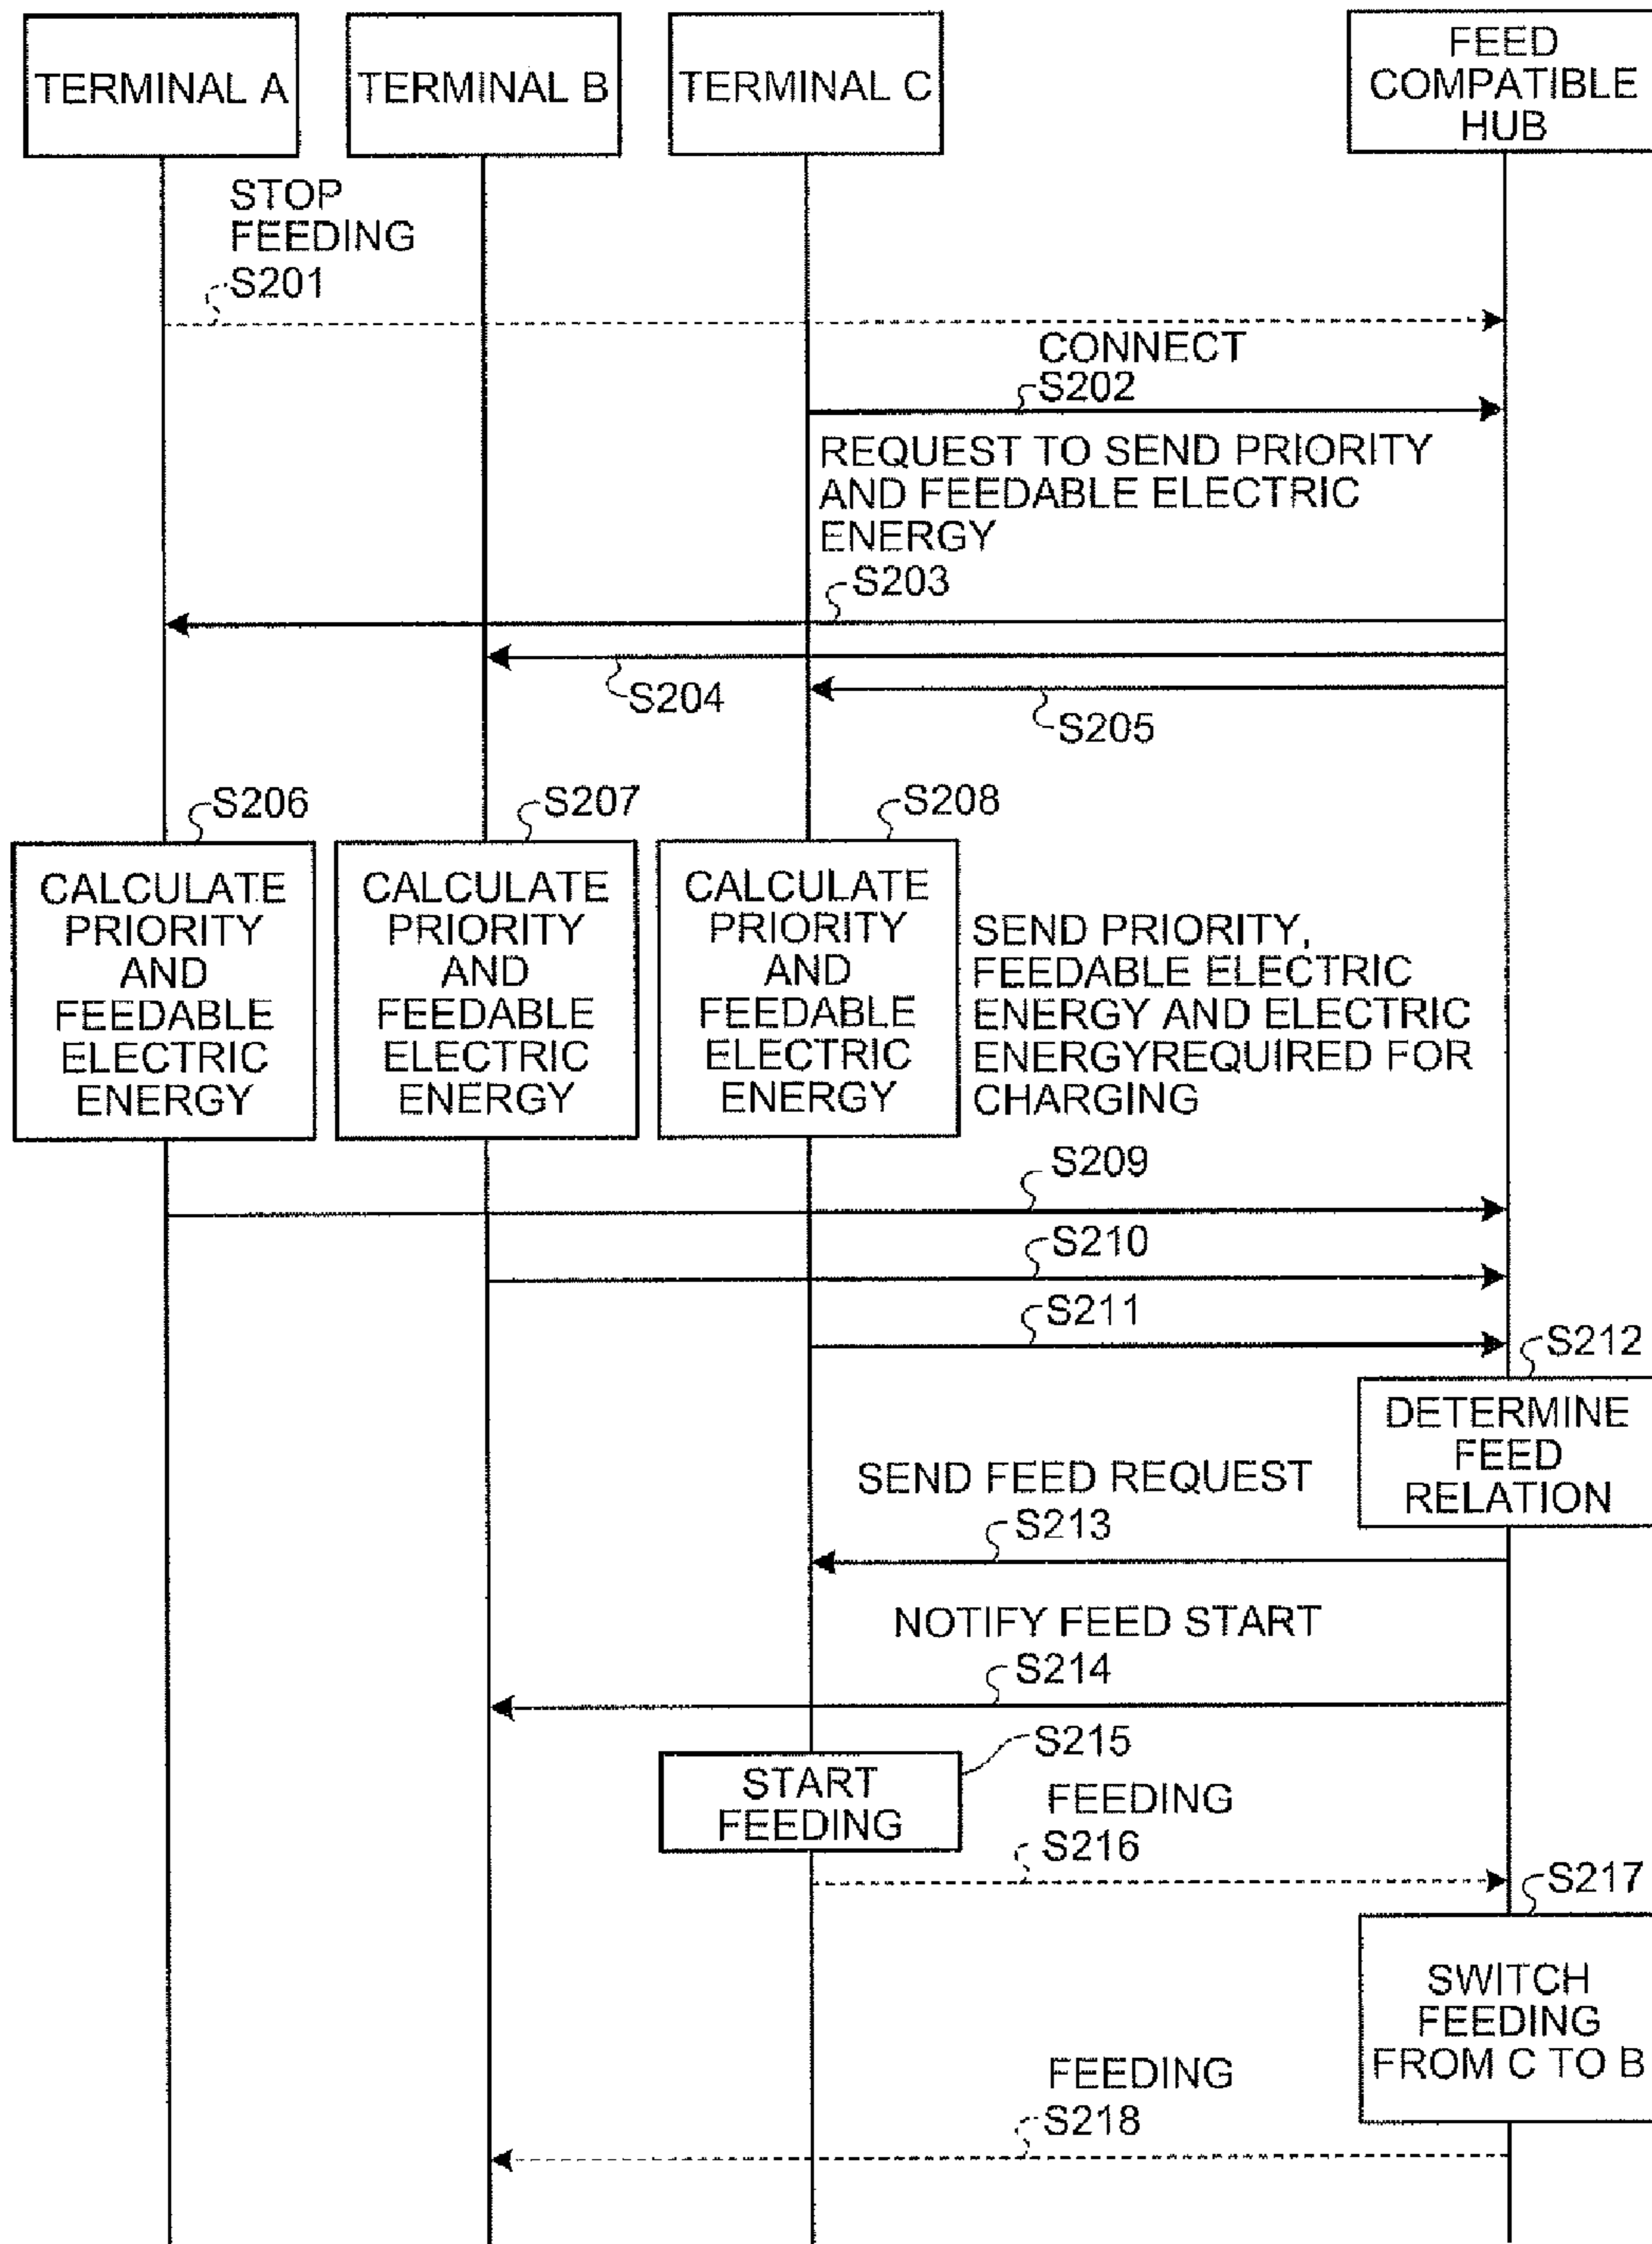 TERMINAL A
TERMINAL B
TERMINAL C
FEED
COMPATIBLE
HUB
STOP
FEEDING
S201
CONNECT
S202
REQUEST TO SEND PRIORITY
AND FEEDABLE ELECTRIC
ENERGY
S203
S204
S205
S206
CALCULATE
PRIORITY
AND
FEEDABLE
ELECTRIC
ENERGY
S207
CALCULATE
PRIORITY
AND
FEEDABLE
ELECTRIC
ENERGY
S208
CALCULATE
PRIORITY
AND
FEEDABLE
ELECTRIC
ENERGY
SEND PRIORITY,
FEEDABLE ELECTRIC
ENERGY AND ELECTRIC
ENERGYREQUIRED FOR
CHARGING
S209
S210
S211
S212
DETERMINE
FEED
RELATION
SEND FEED REQUEST
S213
NOTIFY FEED START
S214
S215
START
FEEDING
FEEDING
S216
S217
SWITCH
FEEDING
FROM C TO B
FEEDING
S218